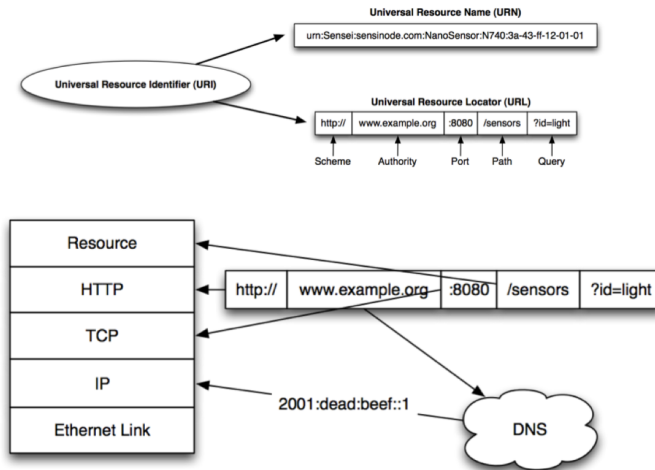 Universal Resource Name (URN)
urn:Sensei:sensinode.com:NanoSensor:N740:3a-43-ff-12-01-01
Universal Resource Identifier (URI)
Universal Resource Locator (URL)
http:// www.example.org :8080 /sensors ?id=light
Scheme Authority Port Path Query
Resource
HTTP
http:// www.example.org :8080 /sensors ?id=light
TCP
IP
2001:dead:beef::1
Ethernet Link
DNS